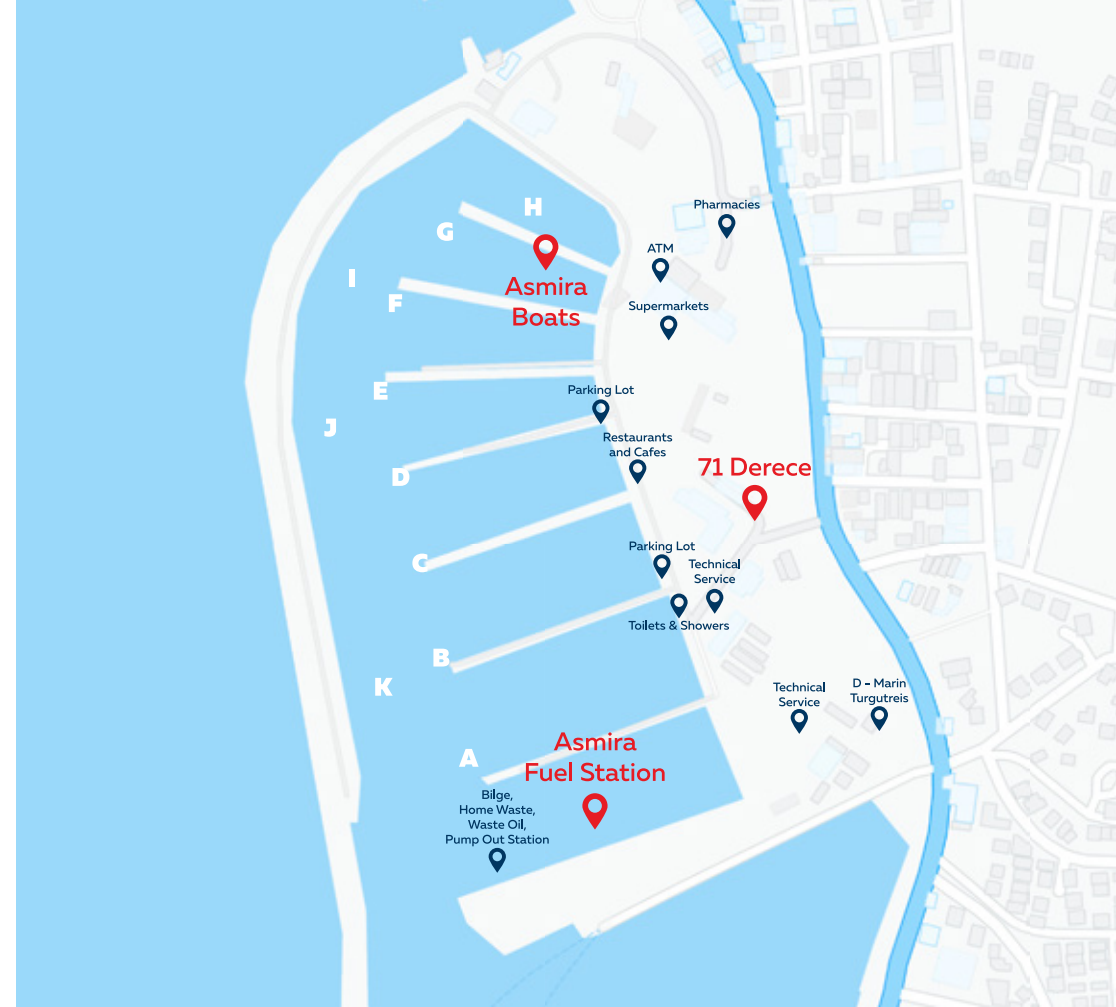 Pharmacies
H
G
ATM
I
Asmira
Boats
F
Supermarkets
E
Parking Lot
J
Restaurants
and Cafes
D
71 Derece
C
Parking Lot
Technical
Service
Toilets & Showers
B
K
Technical
Service
D - Marin
Turgutreis
A
Asmira
Fuel Station
Bilge,
Home Waste,
Waste Oil,
Pump Out Station